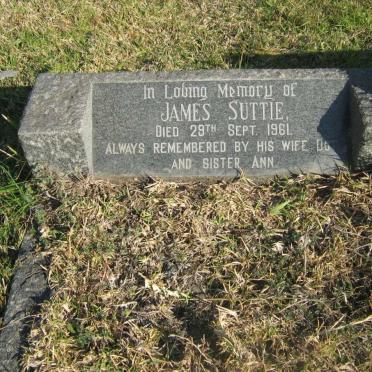 In Loving Memory of
JAMES SUTTIE,
DIED 29TH SEPT. 1961.
ALWAYS REMEMBERED BY HIS WIFE
AND SISTER ANN.